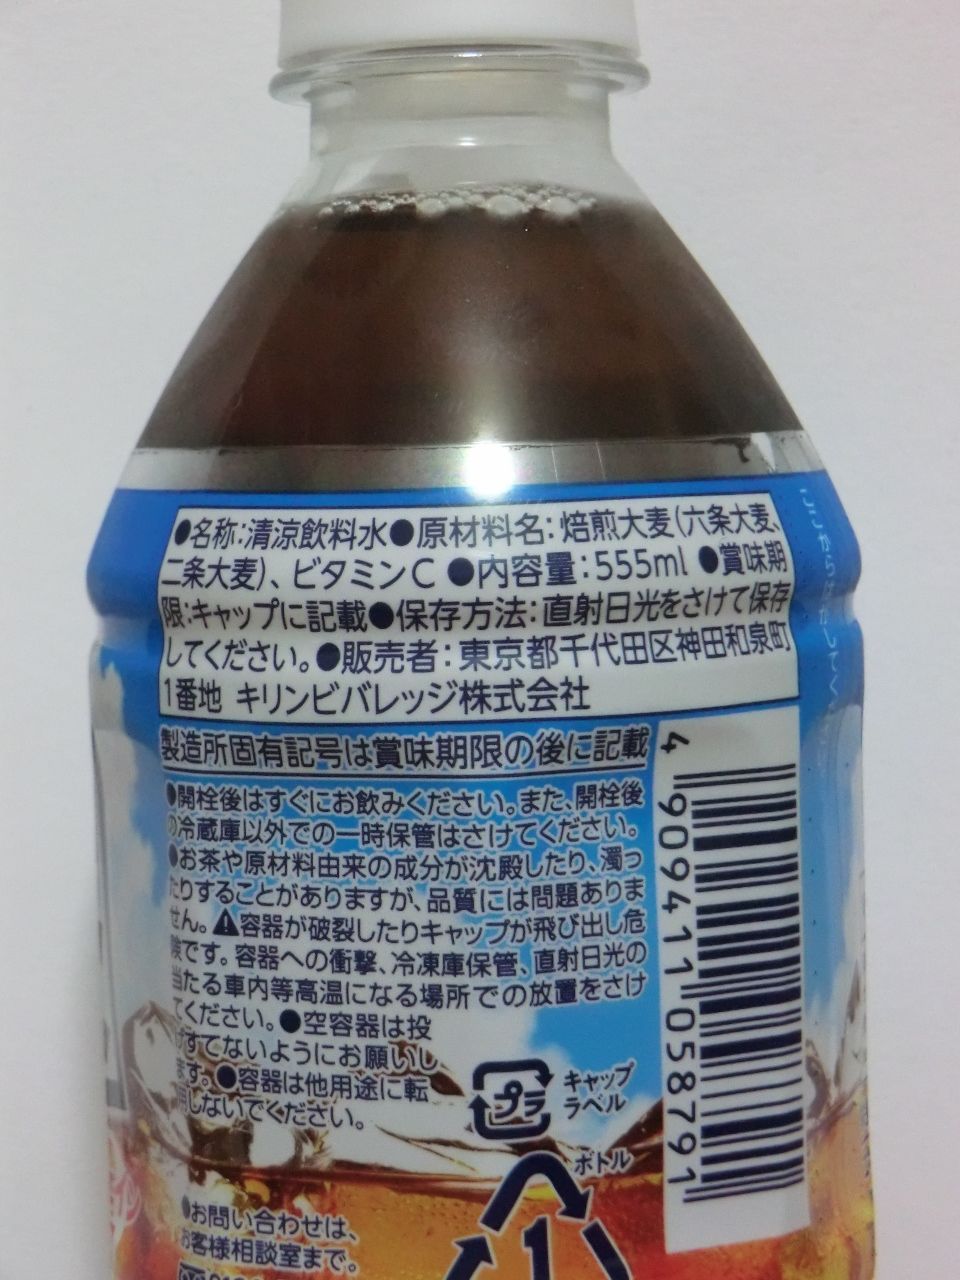 ●名称:清涼飲料水●原材料名:焙煎大麦(六条大麦、
二条大麦)、ビタミンC ●内容量:555ml ●賞味期
限:キャップに記載●保存方法:直射日光をさけて保存
してください。●販売者:東京都千代田区神田和泉町
1番地 キリンビバレッジ株式会社
製造所固有記号は賞味期限の後に記載
●開栓後はすぐにお飲みください。また、開栓後
の冷蔵庫以外での一時保管はさけてください。
●お茶や原材料由来の成分が沈殿したり、濁っ
たりすることがありますが、品質には問題ありま
せん。⚠容器が破裂したりキャップが飛び出し危
険です。容器への衝撃、冷凍庫保管、直射日光の
当たる車内等高温になる場所での放置をさけ
てください。●空容器は投
げすてないようにお願いし
ます。●容器は他用途に転
用しないでください。
プラ
キャップ
ラベル
ボトル
1
●お問い合わせは、
お客様相談室まで。
4 909411 058791
ここからはがしてく